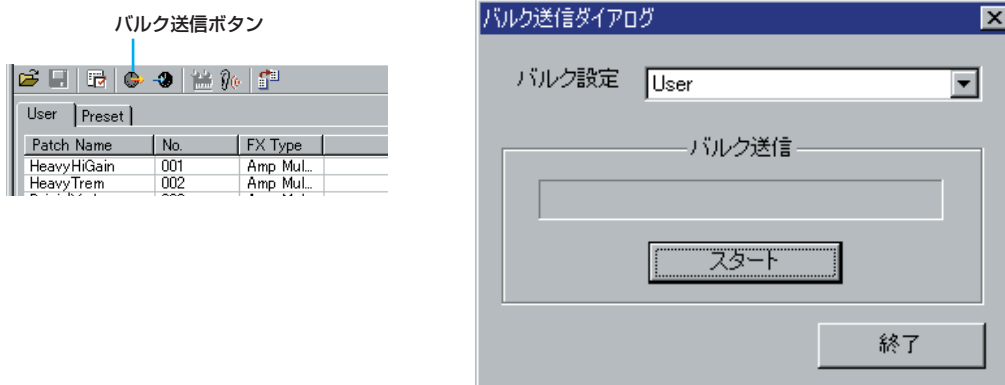 バルク送信ボタン
User Preset
Patch Name No. FX Type
HeavyHiGain 001 Amp Mul...
HeavyTrem 002 Amp Mul...
バルク送信ダイアログ
バルク設定 User
バルク送信
スタート
終了